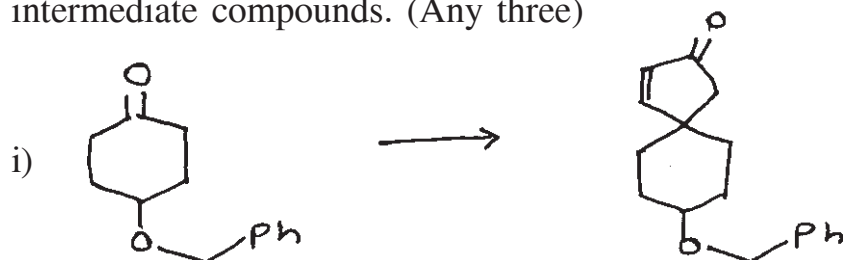 intermediate compounds. (Any three)
O
O
i)
O
Ph
O
Ph